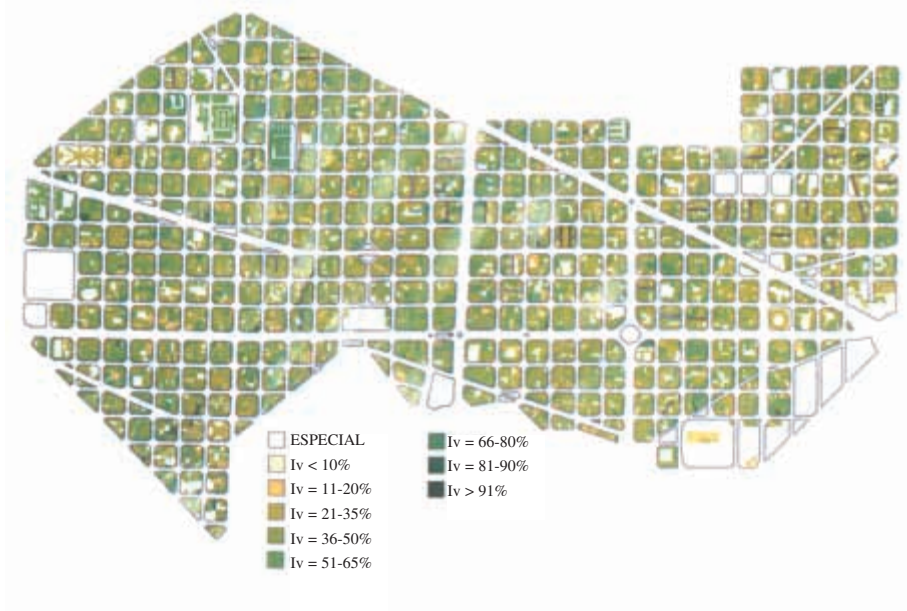 ESPECIAL
Iv < 10%
Iv = 11-20%
Iv = 21-35%
Iv = 36-50%
Iv = 51-65%
Iv = 66-80%
Iv = 81-90%
Iv > 91%